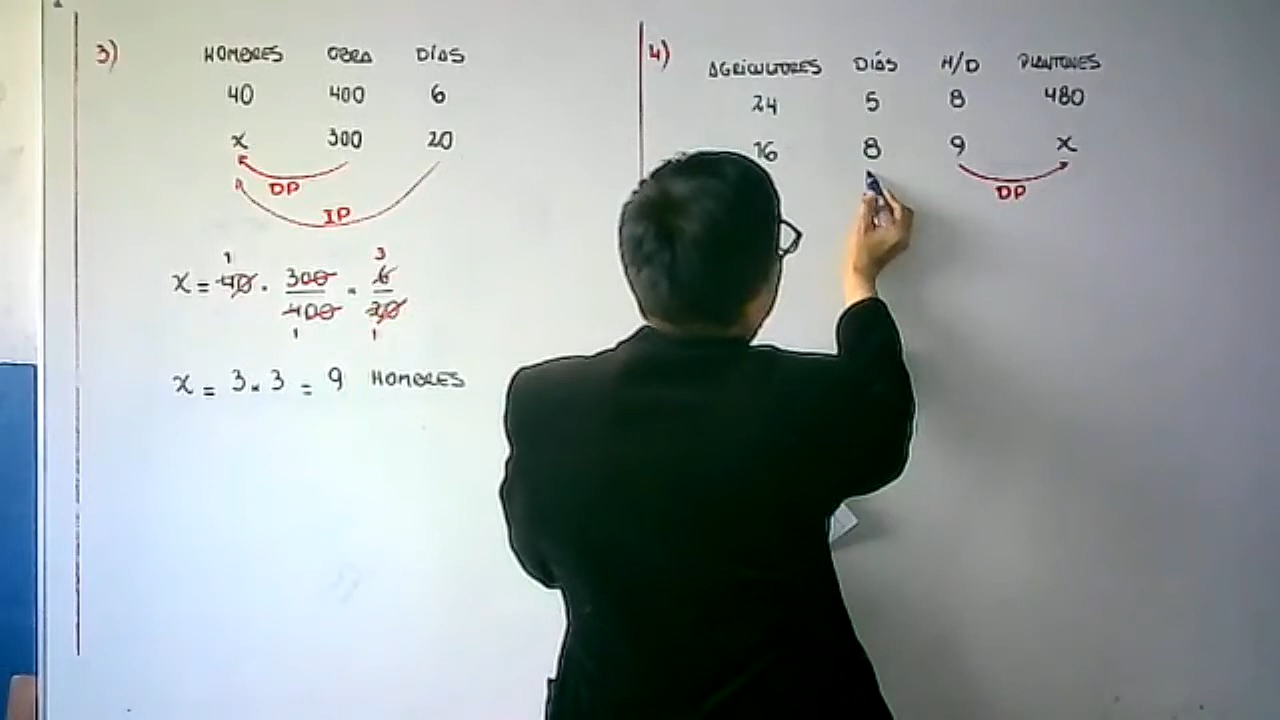 3)
HOMBRES OBRA DÍAS
40 400 6
x 300 20
DP
IP
1 3
x = 40 . 300/400 . 6/20
1 1
x = 3 . 3 = 9 HOMBRES
4)
AGRICULTORES DÍAS H/D PLANTONES
24 5 8 480
16 8 9 x
DP